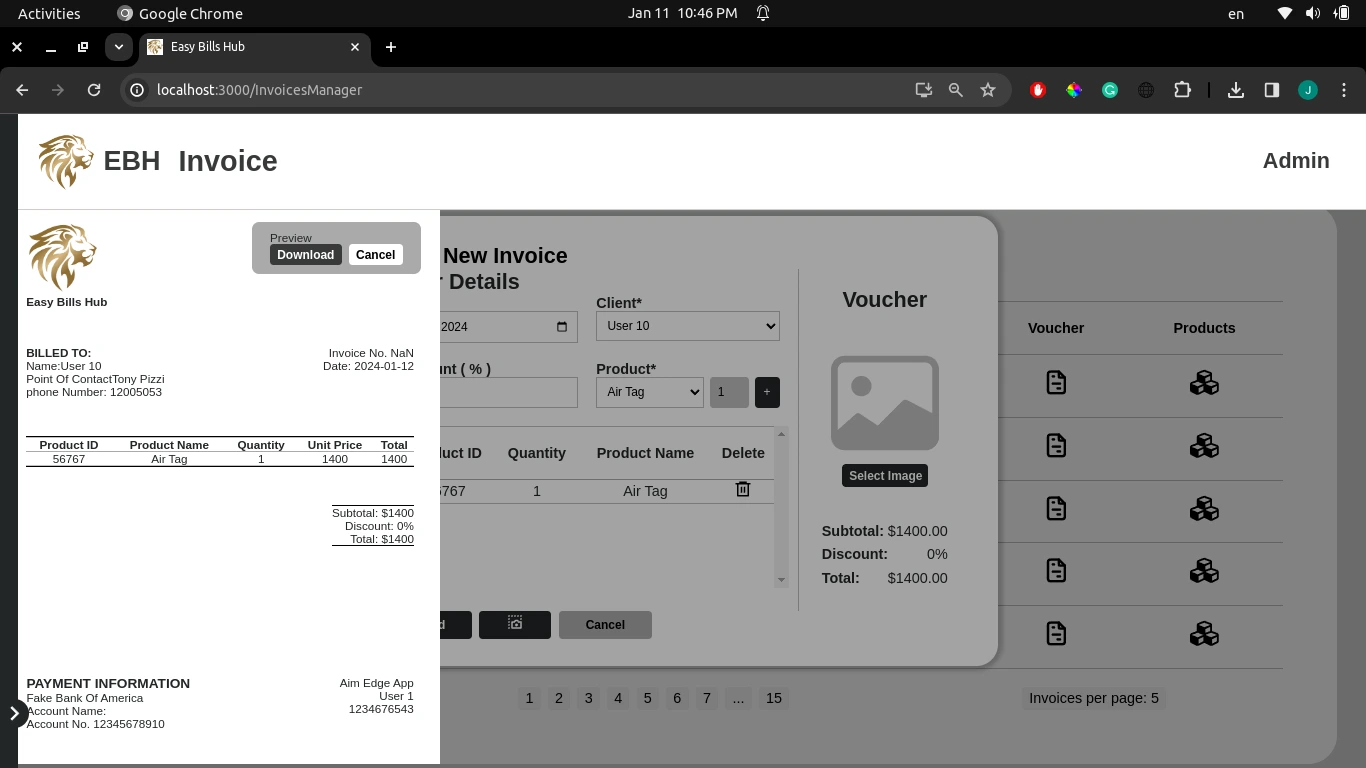 Activities
Google Chrome
Jan 11 10:46 PM
en
Easy Bills Hub
localhost:3000/InvoicesManager
J
EBH Invoice
Admin
Preview
Download Cancel
Easy Bills Hub
BILLED TO:
Name:User 10
Point Of ContactTony Pizzi
phone Number: 12005053
Invoice No. NaN
Date: 2024-01-12
Product ID Product Name Quantity Unit Price Total
56767 Air Tag 1 1400 1400
Subtotal: $1400
Discount: 0%
Total: $1400
PAYMENT INFORMATION
Fake Bank Of America
Account Name:
Account No. 12345678910
Aim Edge App
User 1
1234676543
New Invoice
Details
2024
Client*
User 10
( % )
Product*
Air Tag 1 +
ID Quantity Product Name Delete
6767 1 Air Tag
Cancel
Voucher
Select Image
Subtotal: $1400.00
Discount: 0%
Total: $1400.00
Voucher Products
1 2 3 4 5 6 7 ... 15
Invoices per page: 5